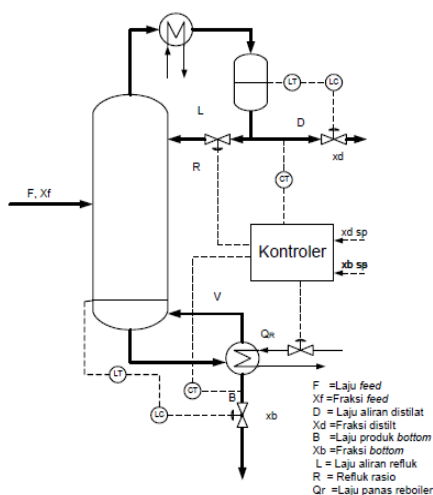 LT
LC
L
D
xd
R
F, Xf
CT
xd sp
Kontroler
xb sp
V
QR
LT
CT
B
LC
xb
F =Laju feed
Xf =Fraksi feed
D = Laju aliran distilat
Xd =Fraksi distilt
B =Laju produk bottom
Xb =Fraksi bottom
L = Laju aliran refluk
R = Refluk rasio
Qr =Laju panas reboiler